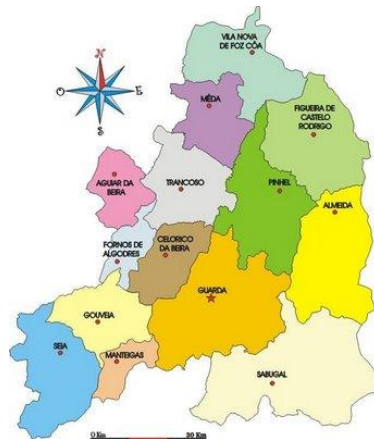 VILA NOVA
DE FOZ CÔA
N
O
E
S
MÊDA
FIGUEIRA DE
CASTELO
RODRIGO
AGUIAR DA
BEIRA
TRANCOSO
PINHEL
ALMEIDA
FORNOS DE
ALGODRES
CELORICO
DA BEIRA
GUARDA
GOUVEIA
SEIA
MANTEIGAS
SABUGAL
0 Km
30 Km